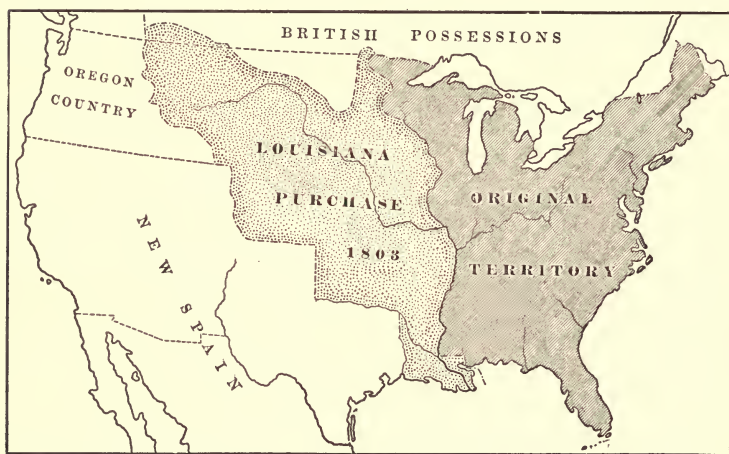 BRITISH POSSESSIONS
OREGON
COUNTRY
LOUISIANA
PURCHASE
1803
ORIGINAL
TERRITORY
NEW SPAIN